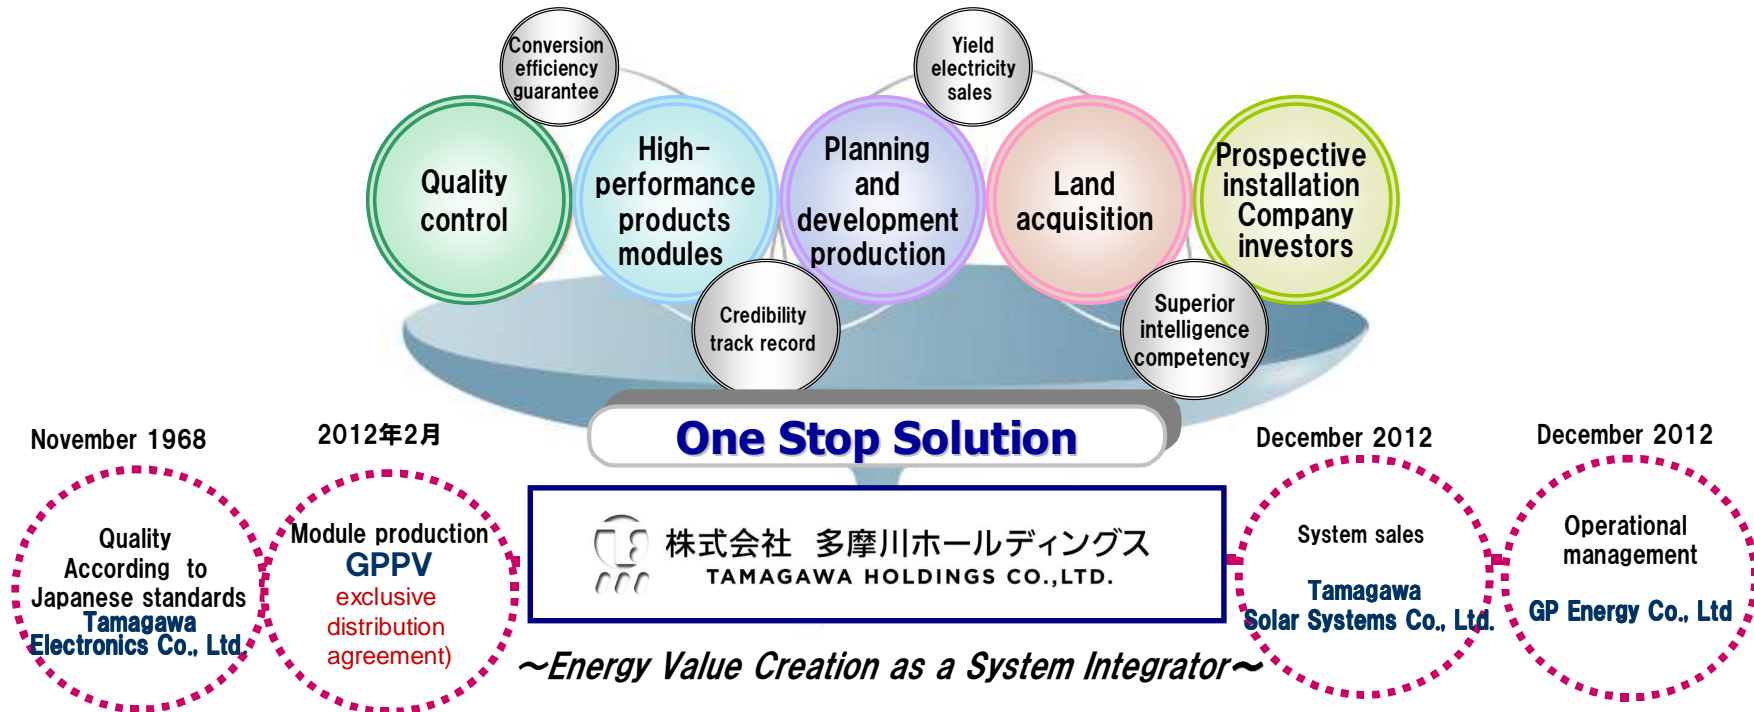 Conversion
efficiency
guarantee
Yield
electricity
sales
Quality
control
High-
performance
products
modules
Planning
and
development
production
Land
acquisition
Prospective
installation
Company
investors
Credibility
track record
Superior
intelligence
competency
One Stop Solution
November 1968
Quality
According to
Japanese standards
Tamagawa
Electronics Co., Ltd.
2012年2月
Module production
GPPV
exclusive
distribution
agreement)
株式会社 多摩川ホールディングス
TAMAGAWA HOLDINGS CO.,LTD.
～Energy Value Creation as a System Integrator～
December 2012
System sales
Tamagawa
Solar Systems Co., Ltd.
December 2012
Operational
management
GP Energy Co., Ltd